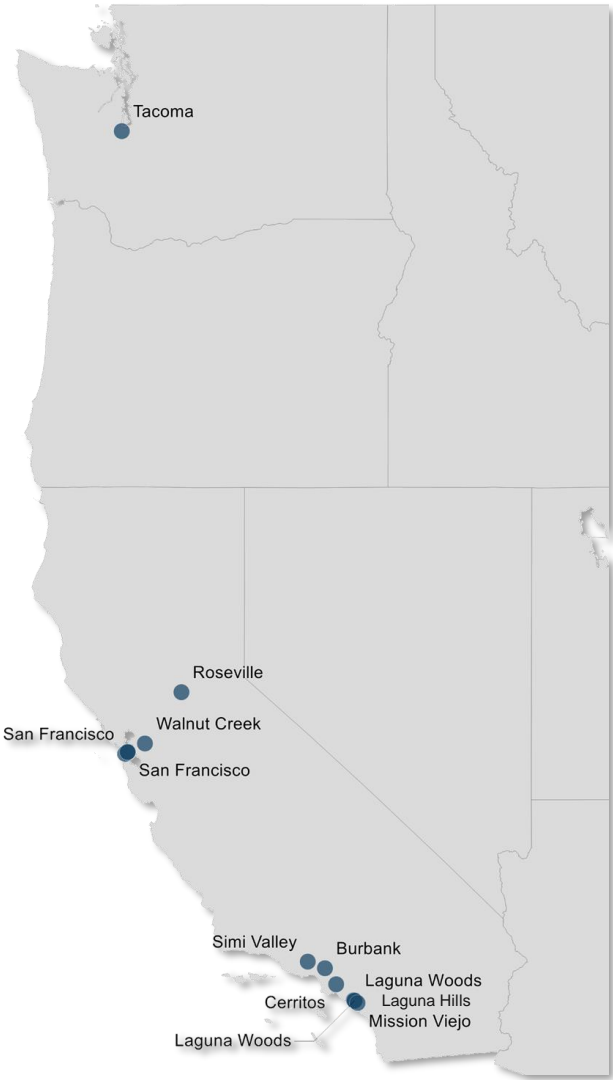 Tacoma
Roseville
Walnut Creek
San Francisco
San Francisco
Simi Valley
Burbank
Laguna Woods
Cerritos
Laguna Hills
Mission Viejo
Laguna Woods